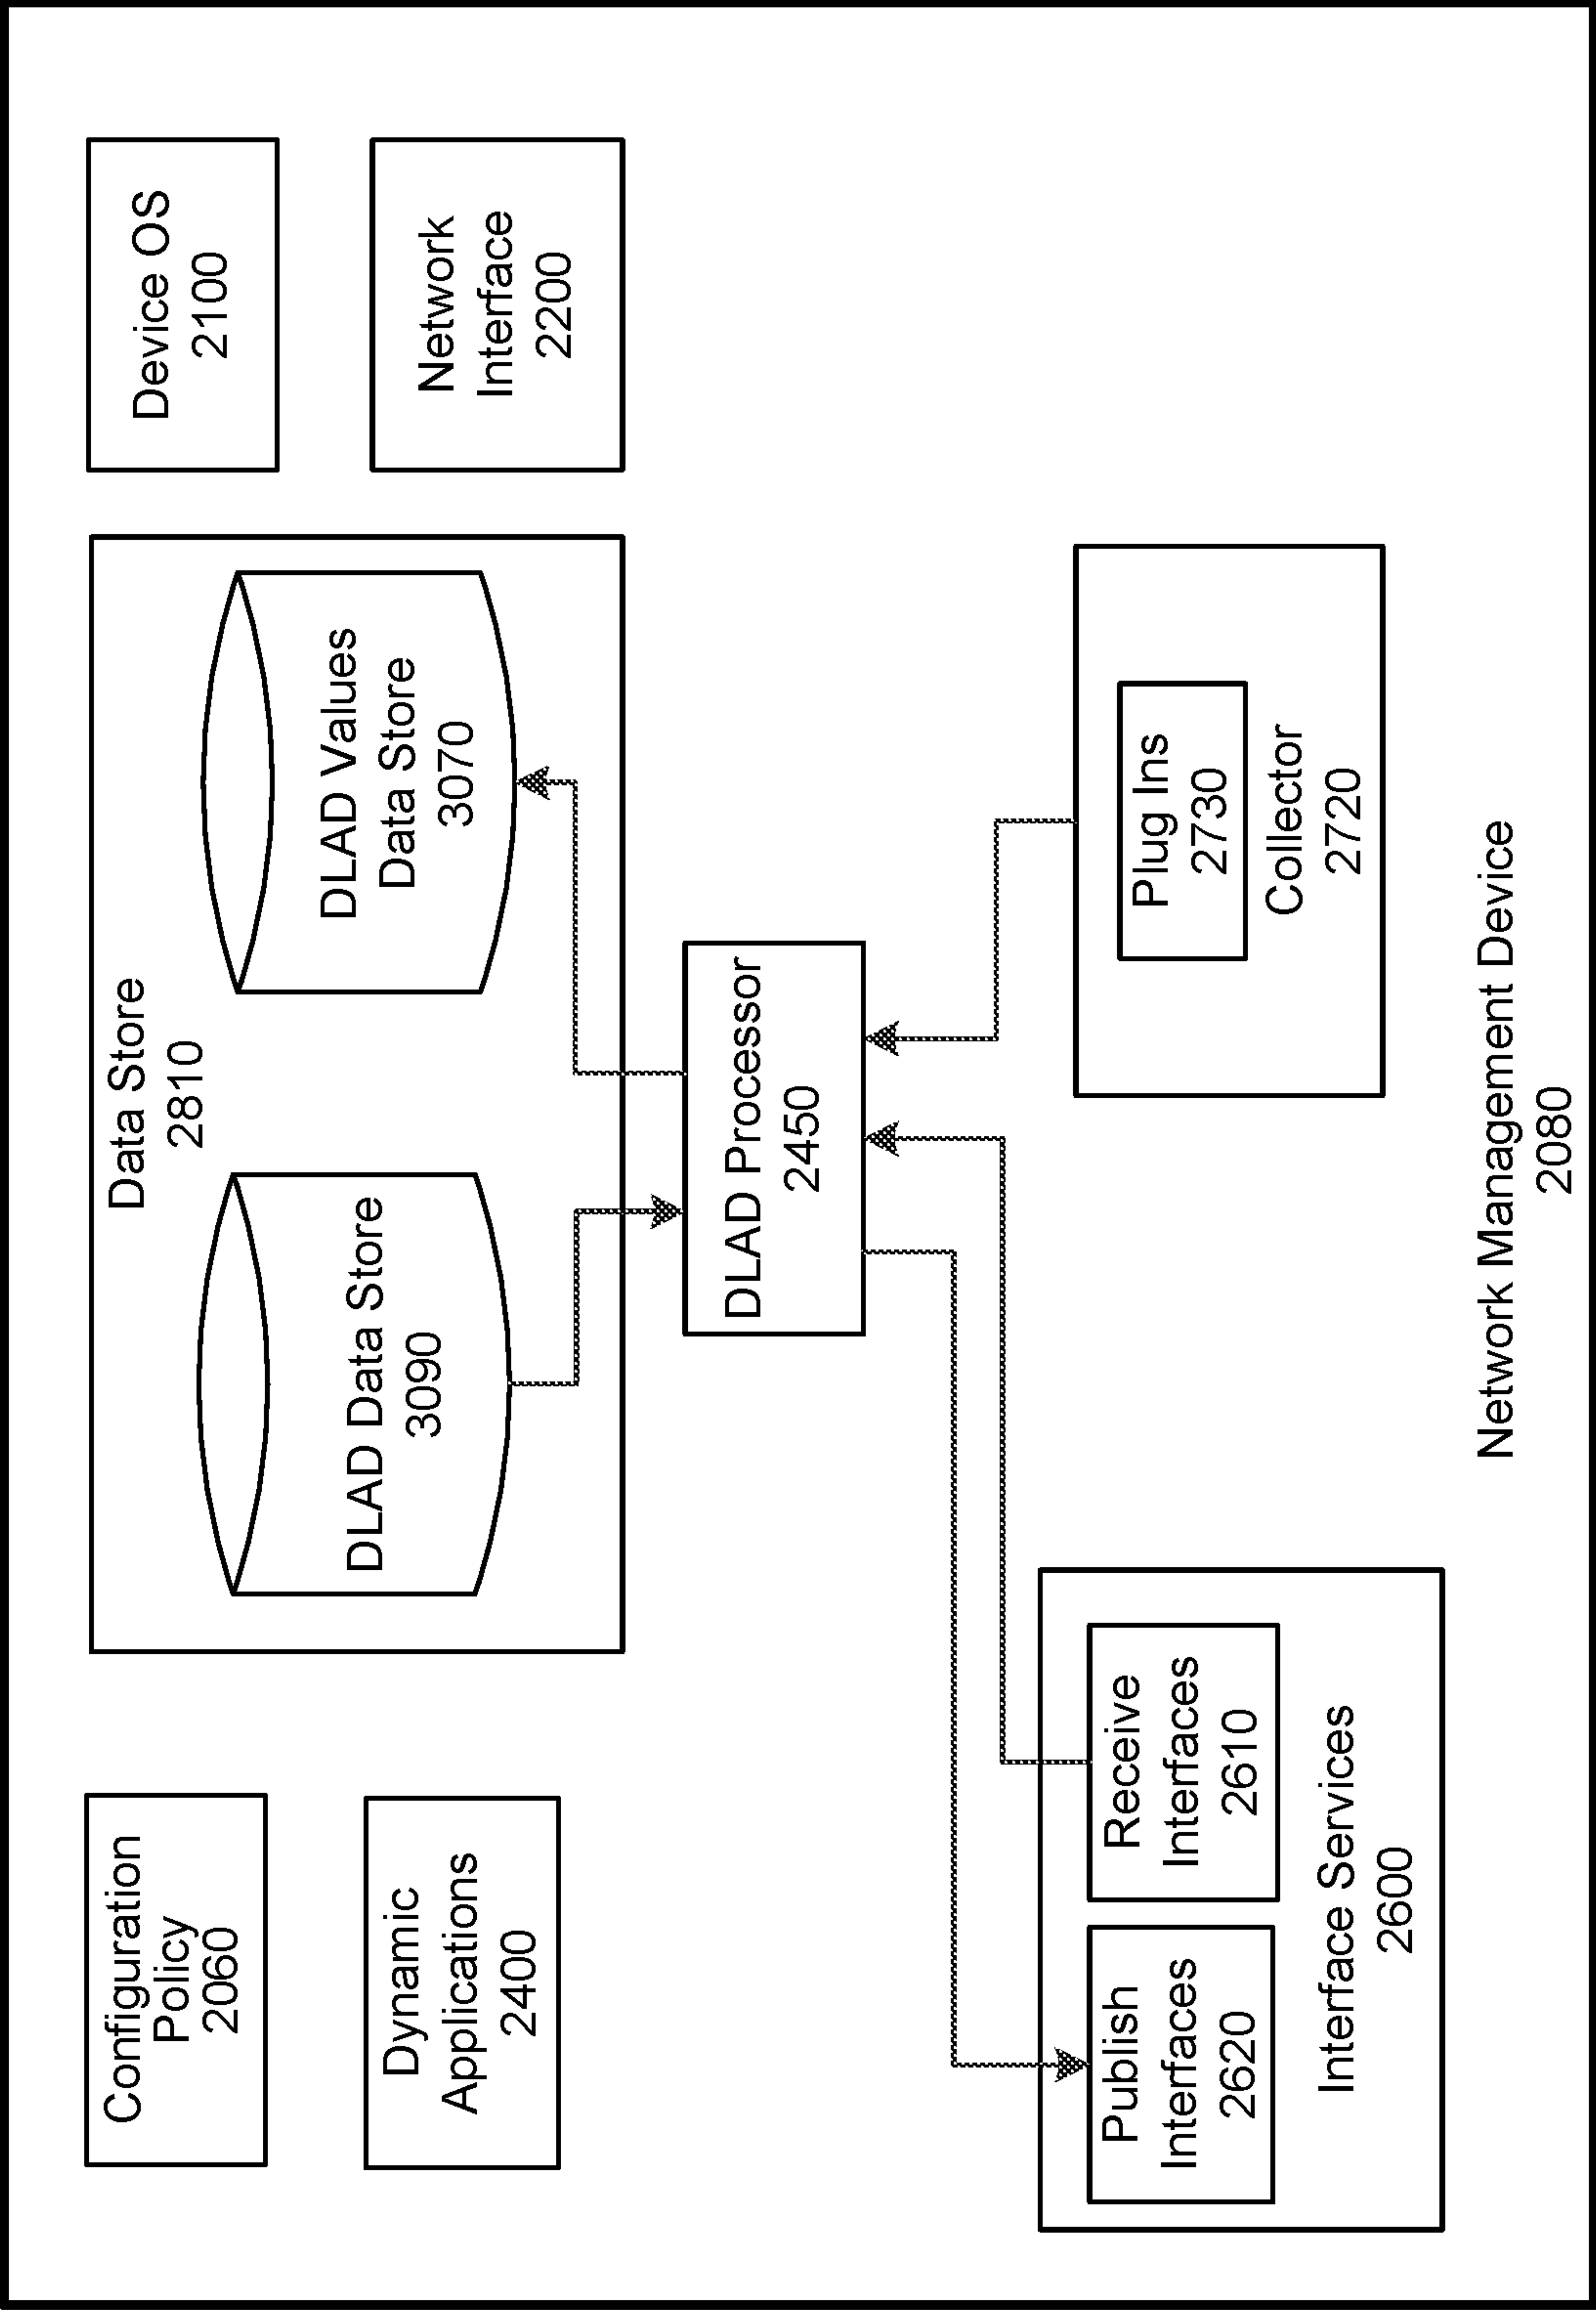 Configuration
Policy
2060
Dynamic
Applications
2400
Data Store
2810
DLAD Data Store
3090
DLAD Values
Data Store
3070
Device OS
2100
Network
Interface
2200
DLAD Processor
2450
Publish
Interfaces
2620
Receive
Interfaces
2610
Interface Services
2600
Plug Ins
2730
Collector
2720
Network Management Device
2080